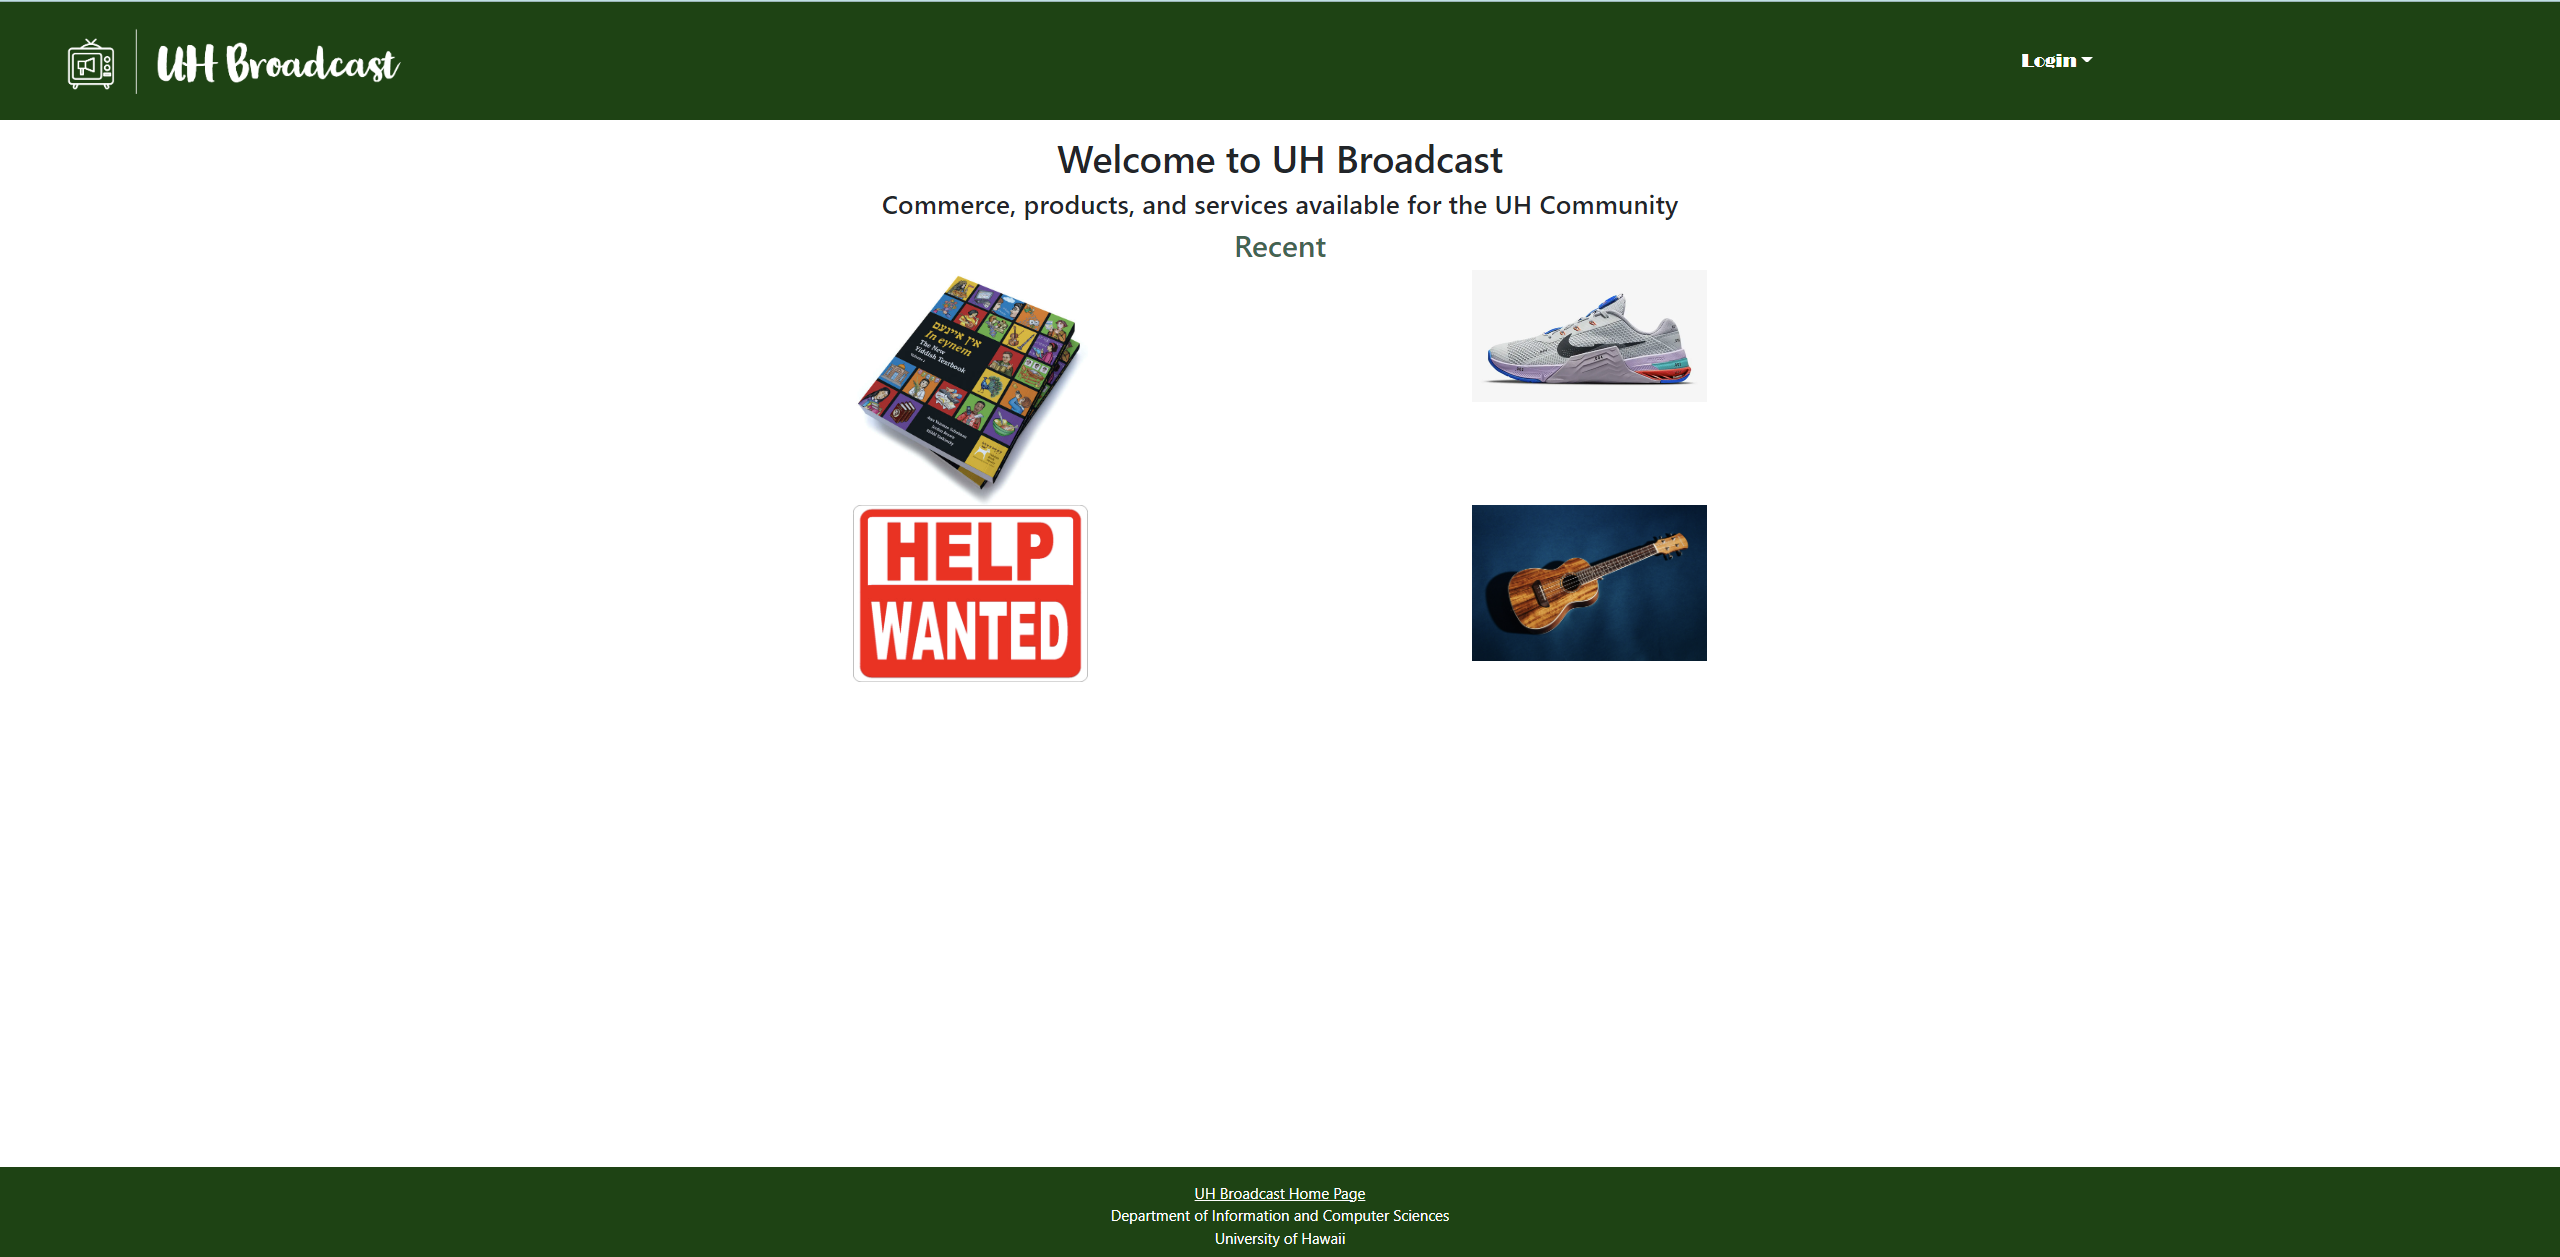 UH Broadcast
Login
Welcome to UH Broadcast
Commerce, products, and services available for the UH Community
Recent
אין איינעם
In eynem
The New
Yiddish Textbook
HELP
WANTED
UH Broadcast Home Page
Department of Information and Computer Sciences
University of Hawaii